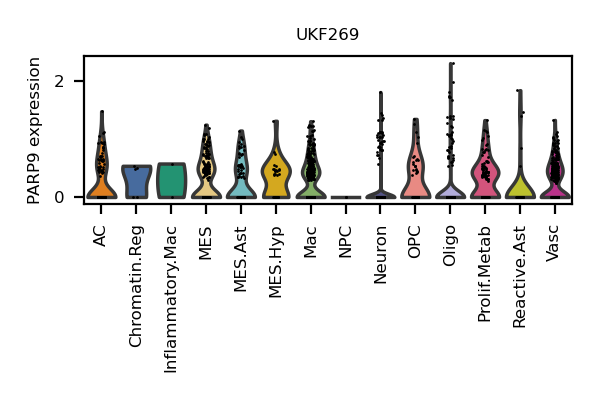 UKF269
PARP9 expression
2
0
AC
Chromatin.Reg
Inflammatory.Mac
MES
MES.Ast
MES.Hyp
Mac
NPC
Neuron
OPC
Oligo
Prolif.Metab
Reactive.Ast
Vasc